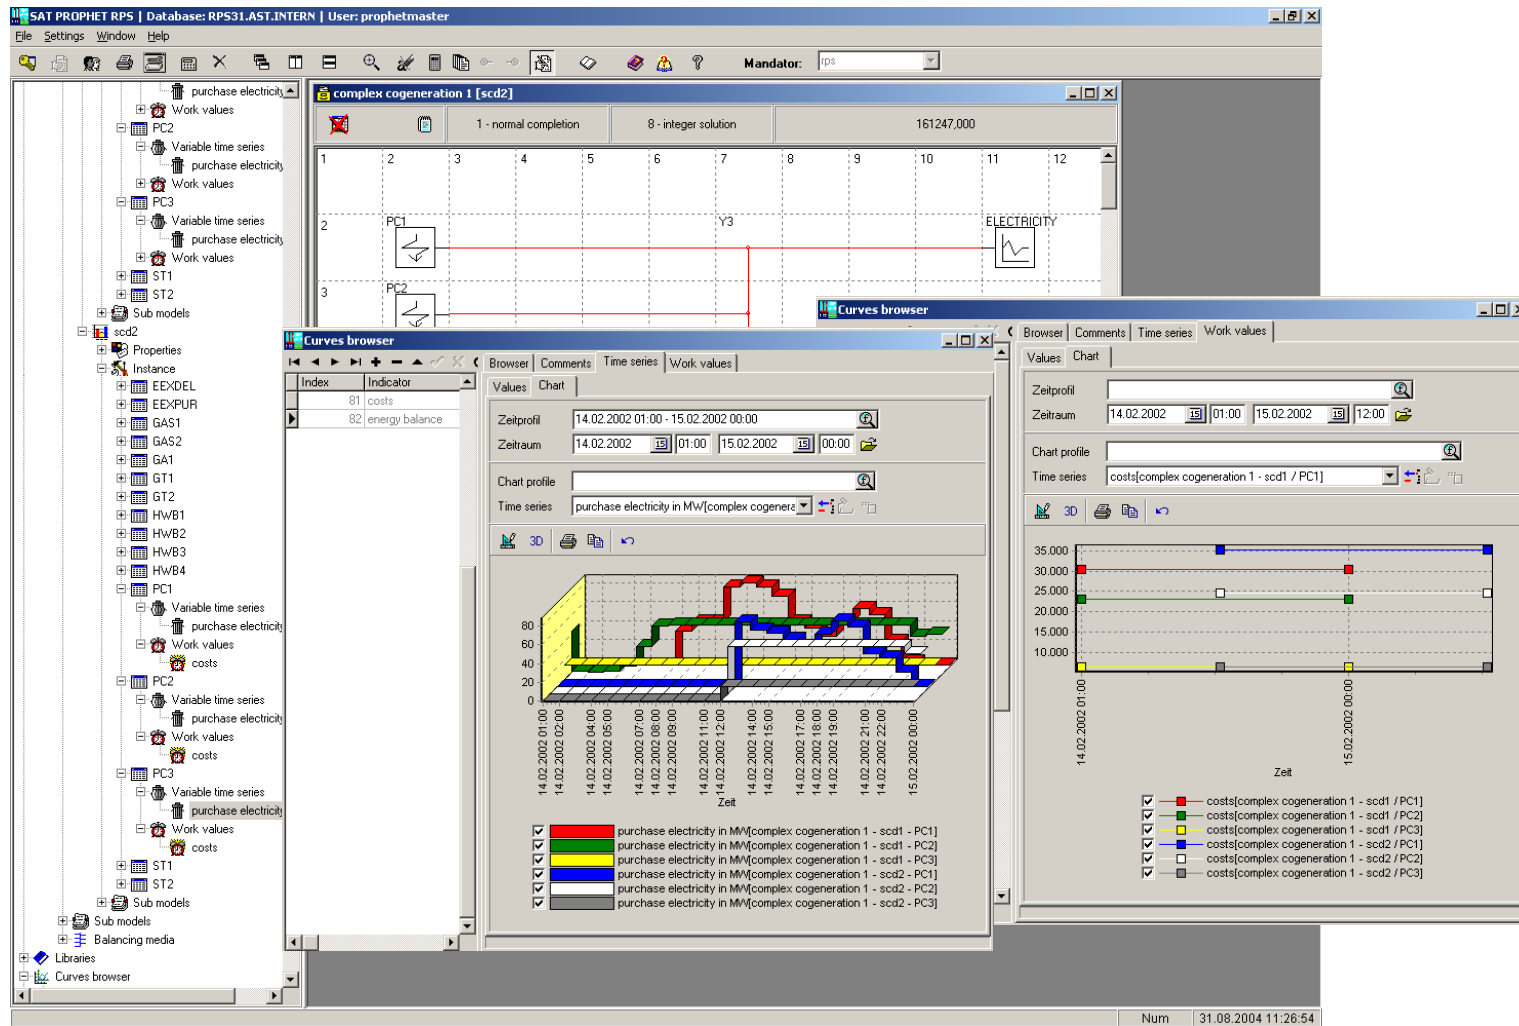 SAT PROPHET RPS | Database: RPS31.AST.INTERN | User: prophetmaster
File Settings Window Help
Mandator: rps
purchase electricity
Work values
PC2
Variable time series
purchase electricity
Work values
PC3
Variable time series
purchase electricity
Work values
ST1
ST2
Sub models
scd2
Properties
Instance
EEXDEL
EEXPUR
GAS1
GAS2
GA1
GT1
GT2
HWB1
HWB2
HWB3
HWB4
PC1
Variable time series
purchase electricit
Work values
costs
PC2
Variable time series
purchase electricit
Work values
costs
PC3
Variable time series
purchase electricit
Work values
costs
ST1
ST2
Sub models
Sub models
Balancing media
Libraries
Curves browser
complex cogeneration 1 [scd2]
1 - normal completion 8 - integer solution 161247,000
1 2 3 4 5 6 7 8 9 10 11 12
2 PC1 Y3 ELECTRICITY
3 PC2
Curves browser
Index Indicator
81 costs
82 energy balance
Browser Comments Time series Work values
Values Chart
Zeitprofil 14.02.2002 01:00 - 15.02.2002 00:00
Zeitraum 14.02.2002 15 01:00 15.02.2002 15 00:00
Chart profile
Time series purchase electricity in MW[complex cogenera
3D
80
60
40
20
0
14.02.2002 01:00
14.02.2002 02:00
14.02.2002 04:00
14.02.2002 05:00
14.02.2002 07:00
14.02.2002 08:00
14.02.2002 09:00
14.02.2002 11:00
14.02.2002 12:00
14.02.2002 14:00
14.02.2002 15:00
14.02.2002 17:00
14.02.2002 18:00
14.02.2002 19:00
14.02.2002 21:00
14.02.2002 22:00
15.02.2002 00:00
Zeit
purchase electricity in MW[complex cogeneration 1 - scd1 - PC1]
purchase electricity in MW[complex cogeneration 1 - scd1 - PC2]
purchase electricity in MW[complex cogeneration 1 - scd1 - PC3]
purchase electricity in MW[complex cogeneration 1 - scd2 - PC1]
purchase electricity in MW[complex cogeneration 1 - scd2 - PC2]
purchase electricity in MW[complex cogeneration 1 - scd2 - PC3]
Curves browser
Browser Comments Time series Work values
Values Chart
Zeitprofil
Zeitraum 14.02.2002 15 01:00 15.02.2002 15 12:00
Chart profile
Time series costs[complex cogeneration 1 - scd1 / PC1]
3D
35.000
30.000
25.000
20.000
15.000
10.000
14.02.2002 01:00
15.02.2002 00:00
Zeit
costs[complex cogeneration 1 - scd1 / PC1]
costs[complex cogeneration 1 - scd1 / PC2]
costs[complex cogeneration 1 - scd1 / PC3]
costs[complex cogeneration 1 - scd2 / PC1]
costs[complex cogeneration 1 - scd2 / PC2]
costs[complex cogeneration 1 - scd2 / PC3]
Num 31.08.2004 11:26:54